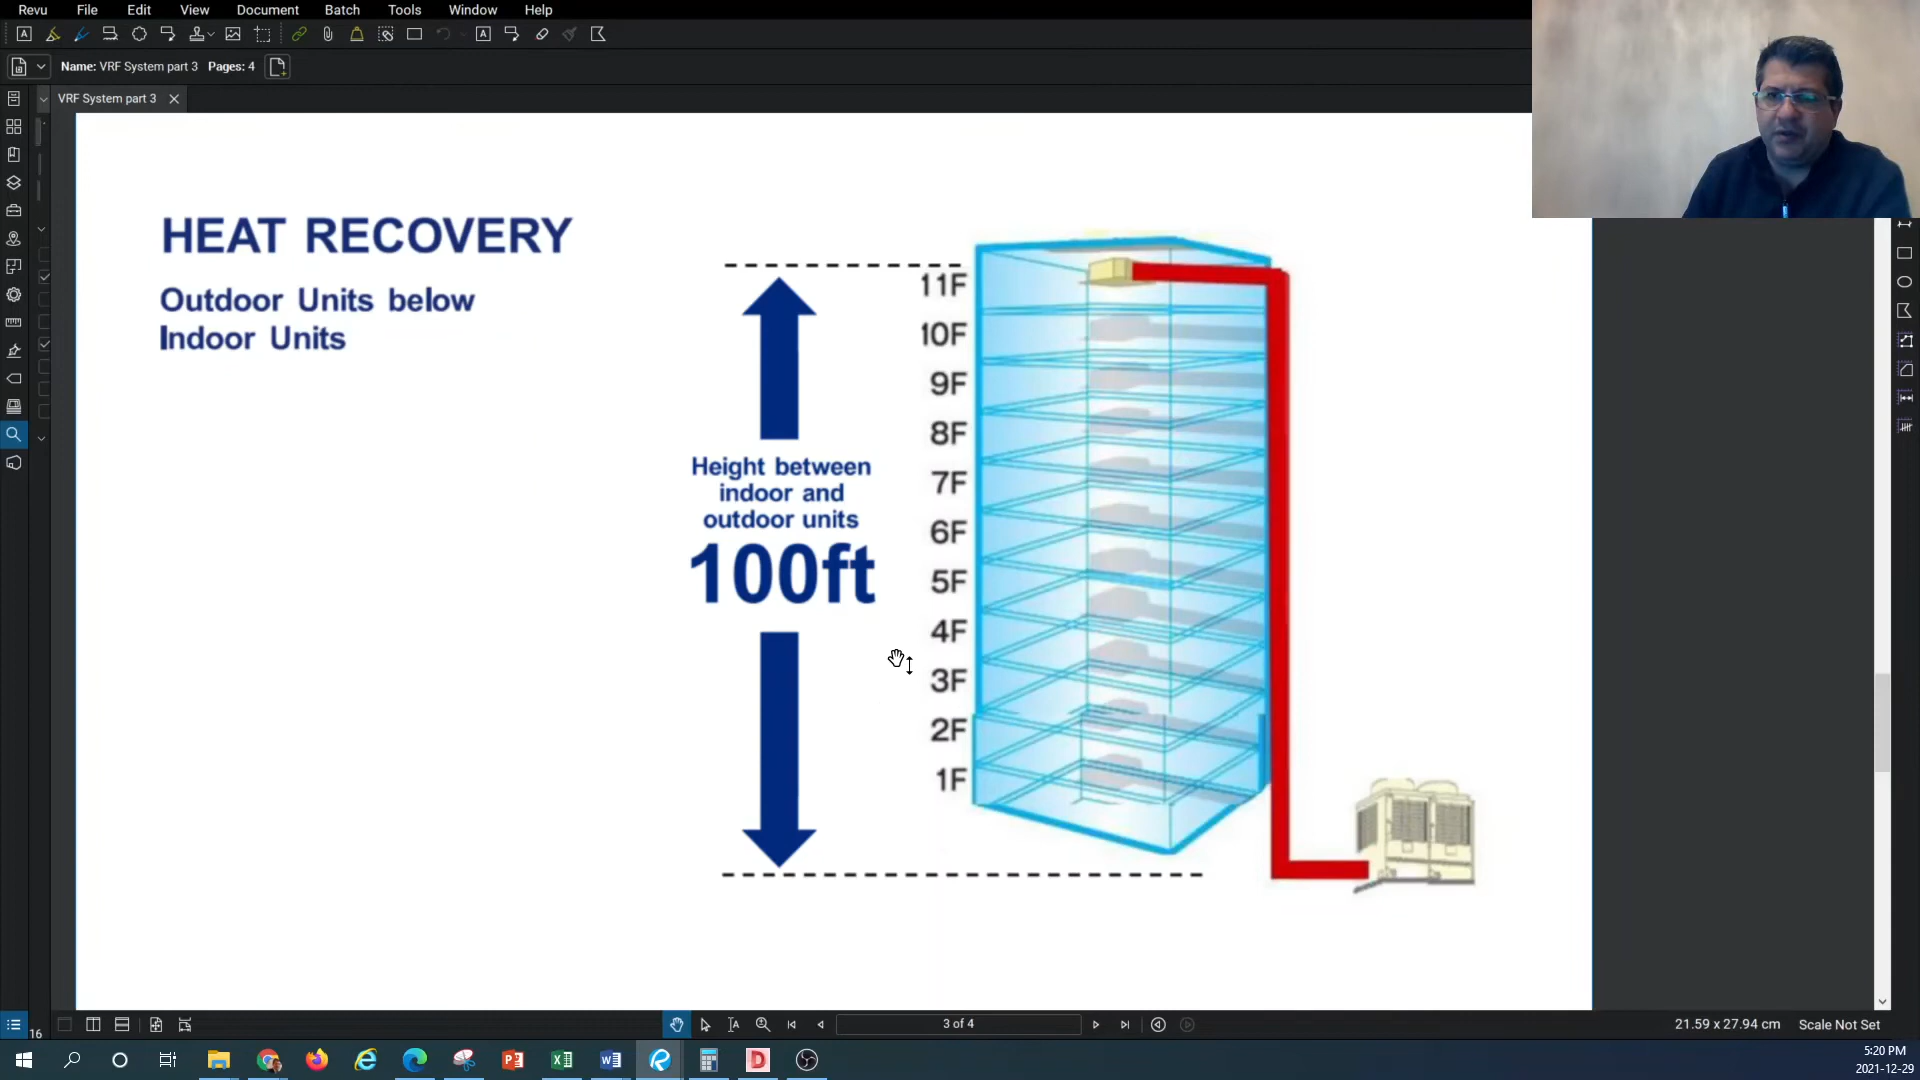 Revu File Edit View Document Batch Tools Window Help
Name: VRF System part 3 Pages: 4
VRF System part 3
HEAT RECOVERY
Outdoor Units below
Indoor Units
11F
10F
9F
8F
7F
6F
5F
4F
3F
2F
1F
Height between
indoor and
outdoor units
100ft
16
3 of 4
21.59 x 27.94 cm Scale Not Set
5:20 PM
2021-12-29